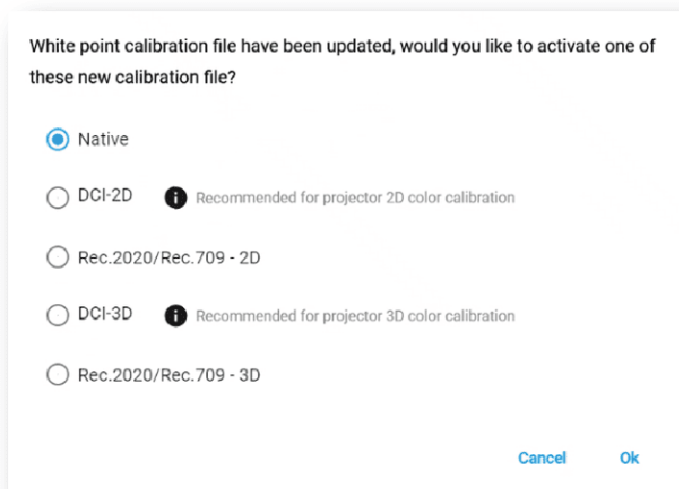 White point calibration file have been updated, would you like to activate one of
these new calibration file?
Native
DCI-2D i Recommended for projector 2D color calibration
Rec.2020/Rec.709 - 2D
DCI-3D i Recommended for projector 3D color calibration
Rec.2020/Rec.709 - 3D
Cancel Ok